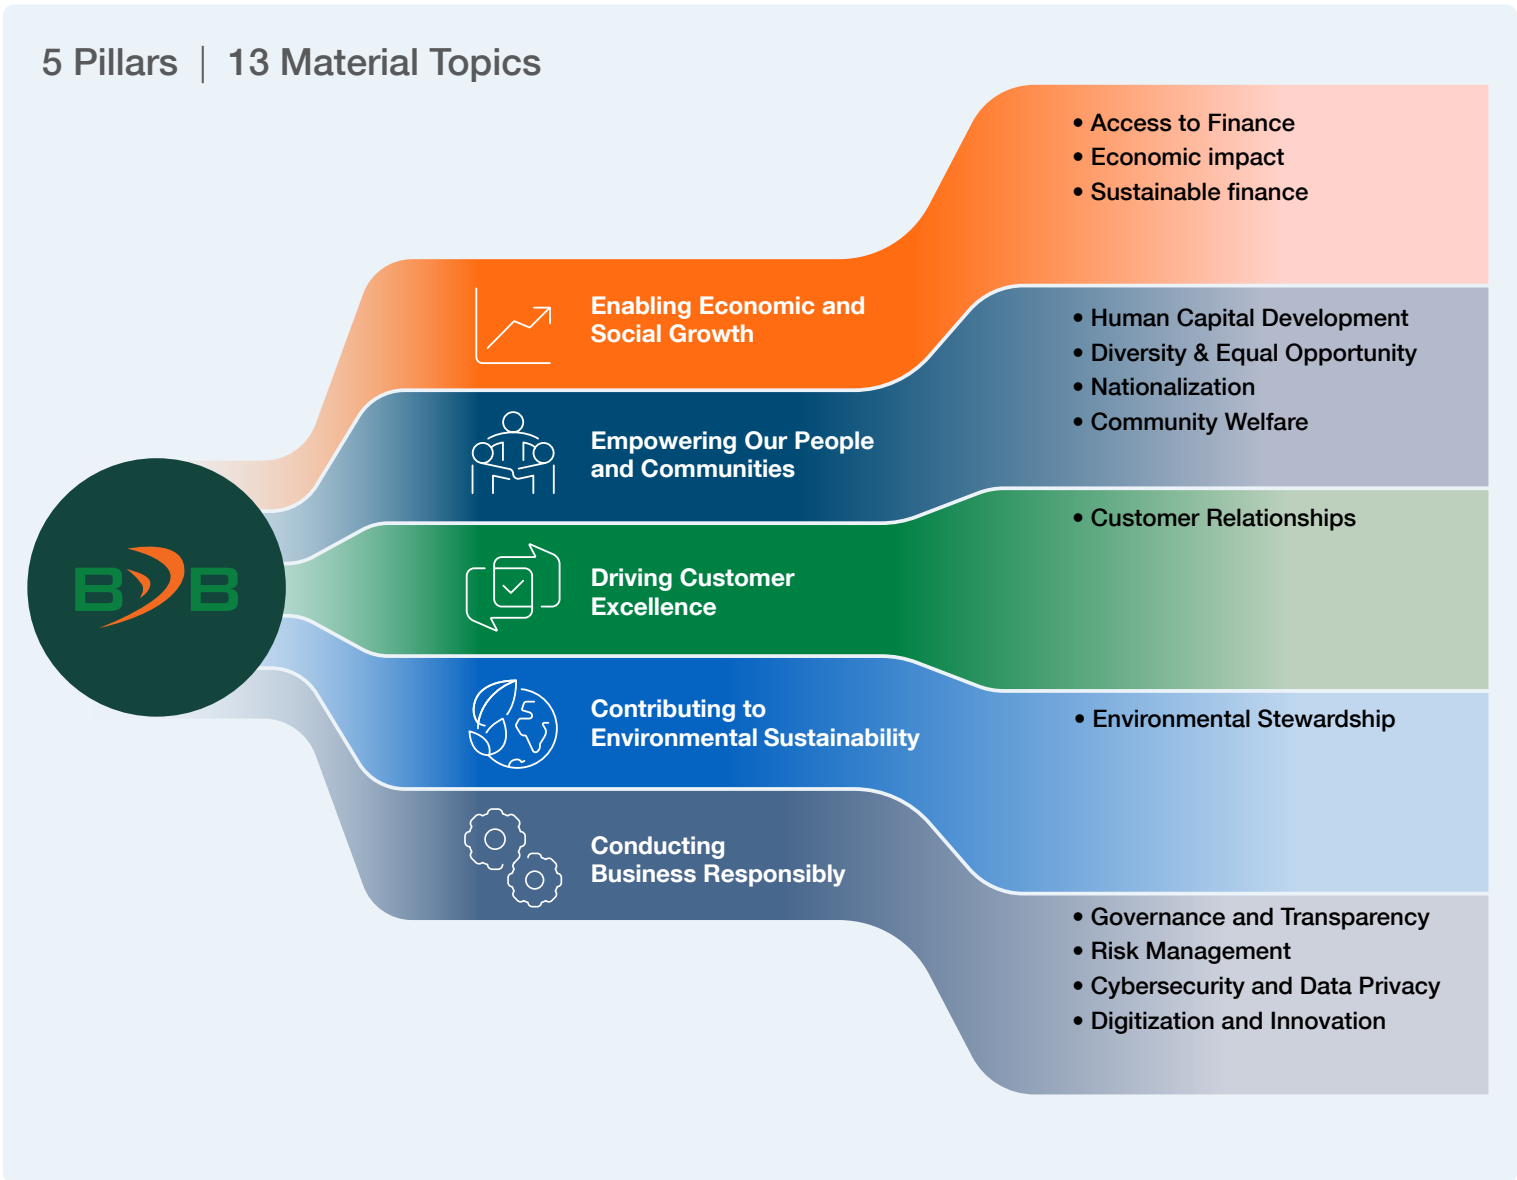 5 Pillars | 13 Material Topics
• Access to Finance
• Economic impact
• Sustainable finance
Enabling Economic and
Social Growth
• Human Capital Development
• Diversity & Equal Opportunity
• Nationalization
• Community Welfare
Empowering Our People
and Communities
• Customer Relationships
Driving Customer
Excellence
BDB
• Environmental Stewardship
Contributing to
Environmental Sustainability
Conducting
Business Responsibly
• Governance and Transparency
• Risk Management
• Cybersecurity and Data Privacy
• Digitization and Innovation